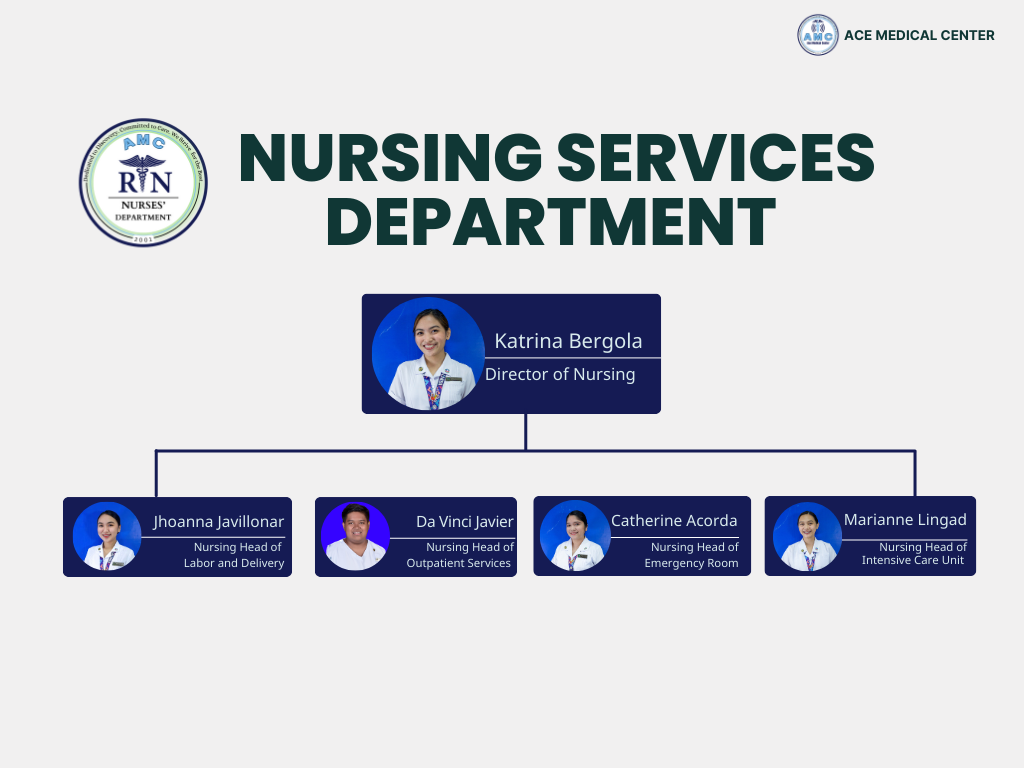 AMC
ACE MEDICAL CENTER
Dedicated to Discovery. Committed to Care. We thrive for the Best
AMC
RN
NURSES'
DEPARTMENT
2001
NURSING SERVICES
DEPARTMENT
Katrina Bergola
Director of Nursing
Jhoanna Javillonar
Nursing Head of
Labor and Delivery
Da Vinci Javier
Nursing Head of
Outpatient Services
Catherine Acorda
Nursing Head of
Emergency Room
Marianne Lingad
Nursing Head of
Intensive Care Unit